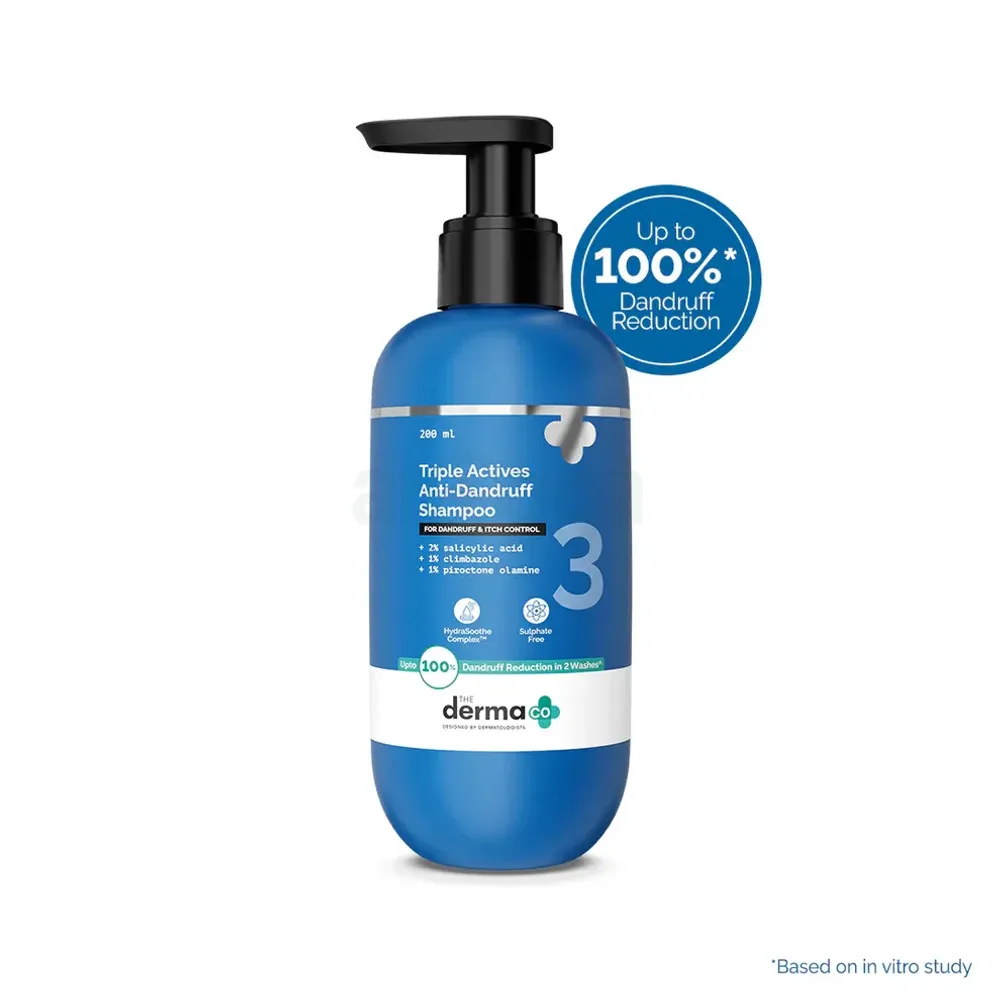 Up to
100%*
Dandruff
Reduction
200 ml
Triple Actives
Anti-Dandruff
Shampoo
FOR DANDRUFF & ITCH CONTROL
+ 2% salicylic acid
+ 1% climbazole
+ 1% piroctone olamine
3
HydraSoothe
Complex™
Sulphate
Free
Upto 100% Dandruff Reduction in 2 Washes^
THE
derma co
DESIGNED BY DERMATOLOGISTS
*Based on in vitro study